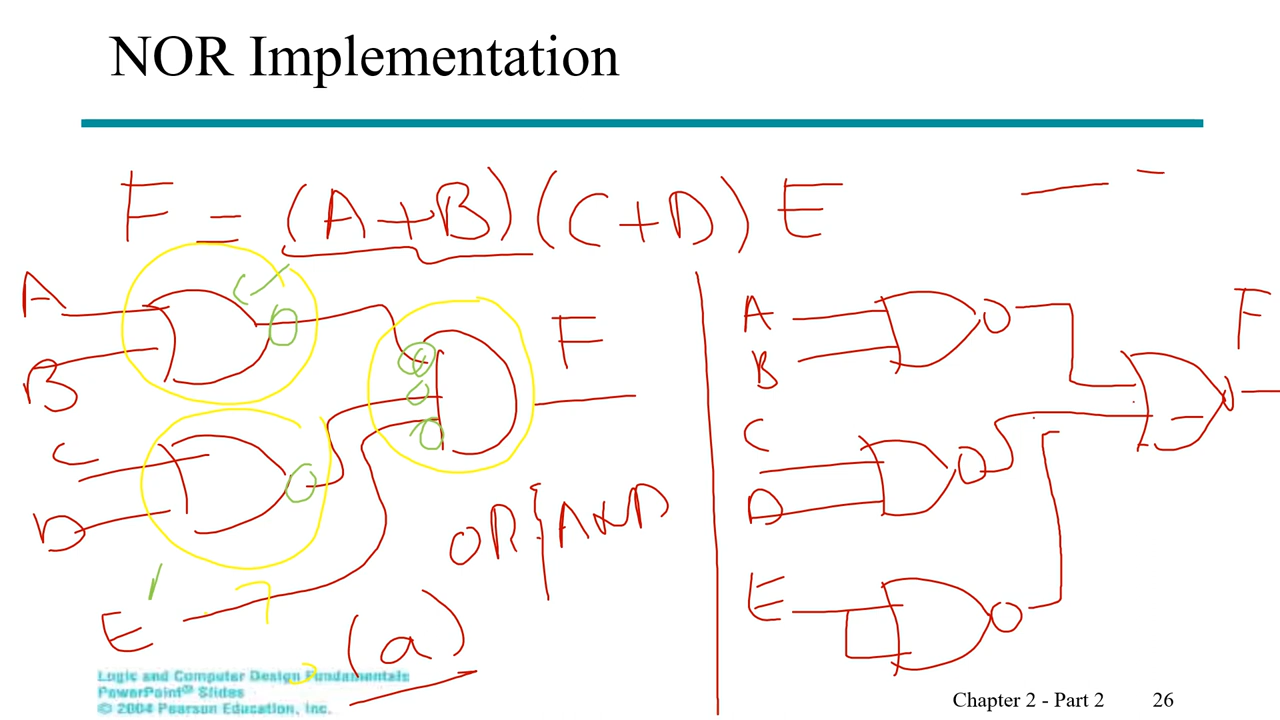 NOR Implementation
F = (A+B)(C+D)E
A
B
C
D
E
F
OR/AND
(a)
A
B
C
D
E
F
Logic and Computer Design Fundamentals
PowerPoint® Slides
© 2004 Pearson Education, Inc.
Chapter 2 - Part 2 26